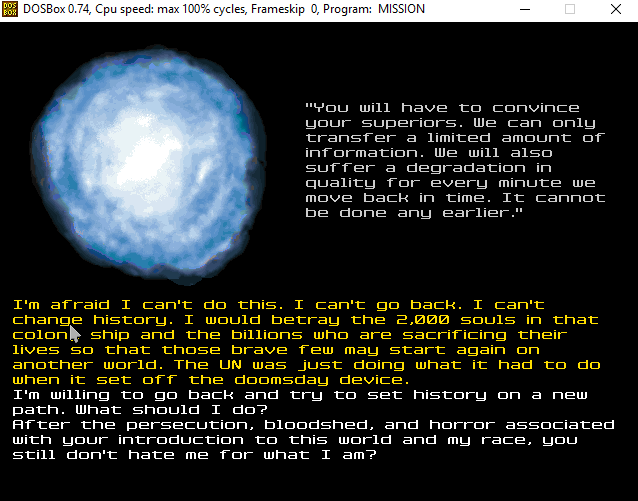 DOSBox 0.74, Cpu speed: max 100% cycles, Frameskip 0, Program: MISSION
"You will have to convince
your superiors. We can only
transfer a limited amount of
information. We will also
suffer a degradation in
quality for every minute we
move back in time. It cannot
be done any earlier."
I'm afraid I can't do this. I can't go back. I can't
change history. I would betray the 2,000 souls in that
colony ship and the billions who are sacrificing their
lives so that those brave few may start again on
another world. The UN was just doing what it had to do
when it set off the doomsday device.
I'm willing to go back and try to set history on a new
path. What should I do?
After the persecution, bloodshed, and horror associated
with your introduction to this world and my race, you
still don't hate me for what I am?